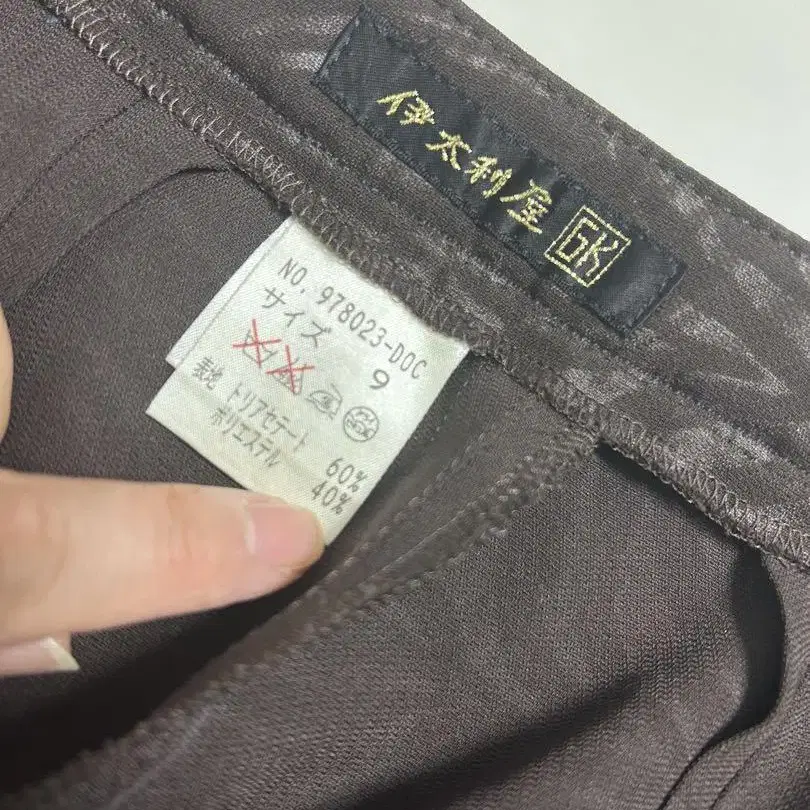 伊太利屋 GK
NO. 978023-DOC
サイズ 9
表地 トリアセテート 60%
ポリエステル 40%